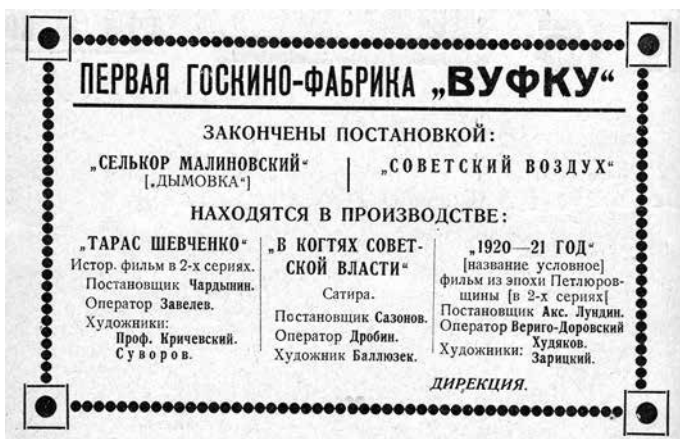 ПЕРВАЯ ГОСКИНО-ФАБРИКА „ВУФКУ“
ЗАКОНЧЕНЫ ПОСТАНОВКОЙ:
„СЕЛЬКОР МАЛИНОВСКИЙ“
[„ДЫМОВКА“]
„СОВЕТСКИЙ ВОЗДУХ“
НАХОДЯТСЯ В ПРОИЗВОДСТВЕ:
„ТАРАС ШЕВЧЕНКО“
Истор. фильм в 2-х сериях.
Постановщик Чардынин.
Оператор Завелев.
Художники:
Проф. Кричевский.
Суворов.
„В КОГТЯХ СОВЕТ-
СКОЙ ВЛАСТИ“
Сатира.
Постановщик Сазонов.
Оператор Дробин.
Художник Баллюзек.
„1920—21 ГОД“
[название условное]
фильм из эпохи Петлюров-
щины [в 2-х сериях[
Постановщик Акс. Лундин.
Оператор Вериго-Доровский
Художники: Худяков.
Зарицкий.
ДИРЕКЦИЯ.